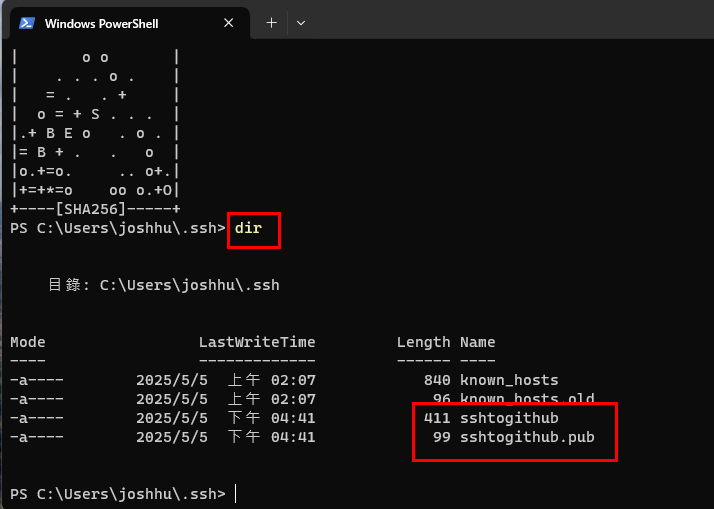 Windows PowerShell
|       o o       |
|    . . . o .    |
|   = .   . +     |
|  o = + S . . .  |
|.+ B E o   . o . |
|= B + .   .   o  |
|o.+=o.     .. o+.|
|+=+*=o    oo o.+O|
+----[SHA256]-----+
PS C:\Users\joshhu\.ssh> dir
目錄: C:\Users\joshhu\.ssh
Mode                 LastWriteTime         Length Name
----                 -------------         ------ ----
-a----        2025/5/5  上午 02:07            840 known_hosts
-a----        2025/5/5  上午 02:07             96 known_hosts.old
-a----        2025/5/5  下午 04:41            411 sshtogithub
-a----        2025/5/5  下午 04:41             99 sshtogithub.pub
PS C:\Users\joshhu\.ssh>